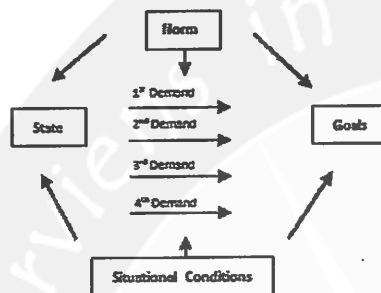 Norm
1st Demand
State
2nd Demand
Goals
3rd Demand
4th Demand
Situational Conditions